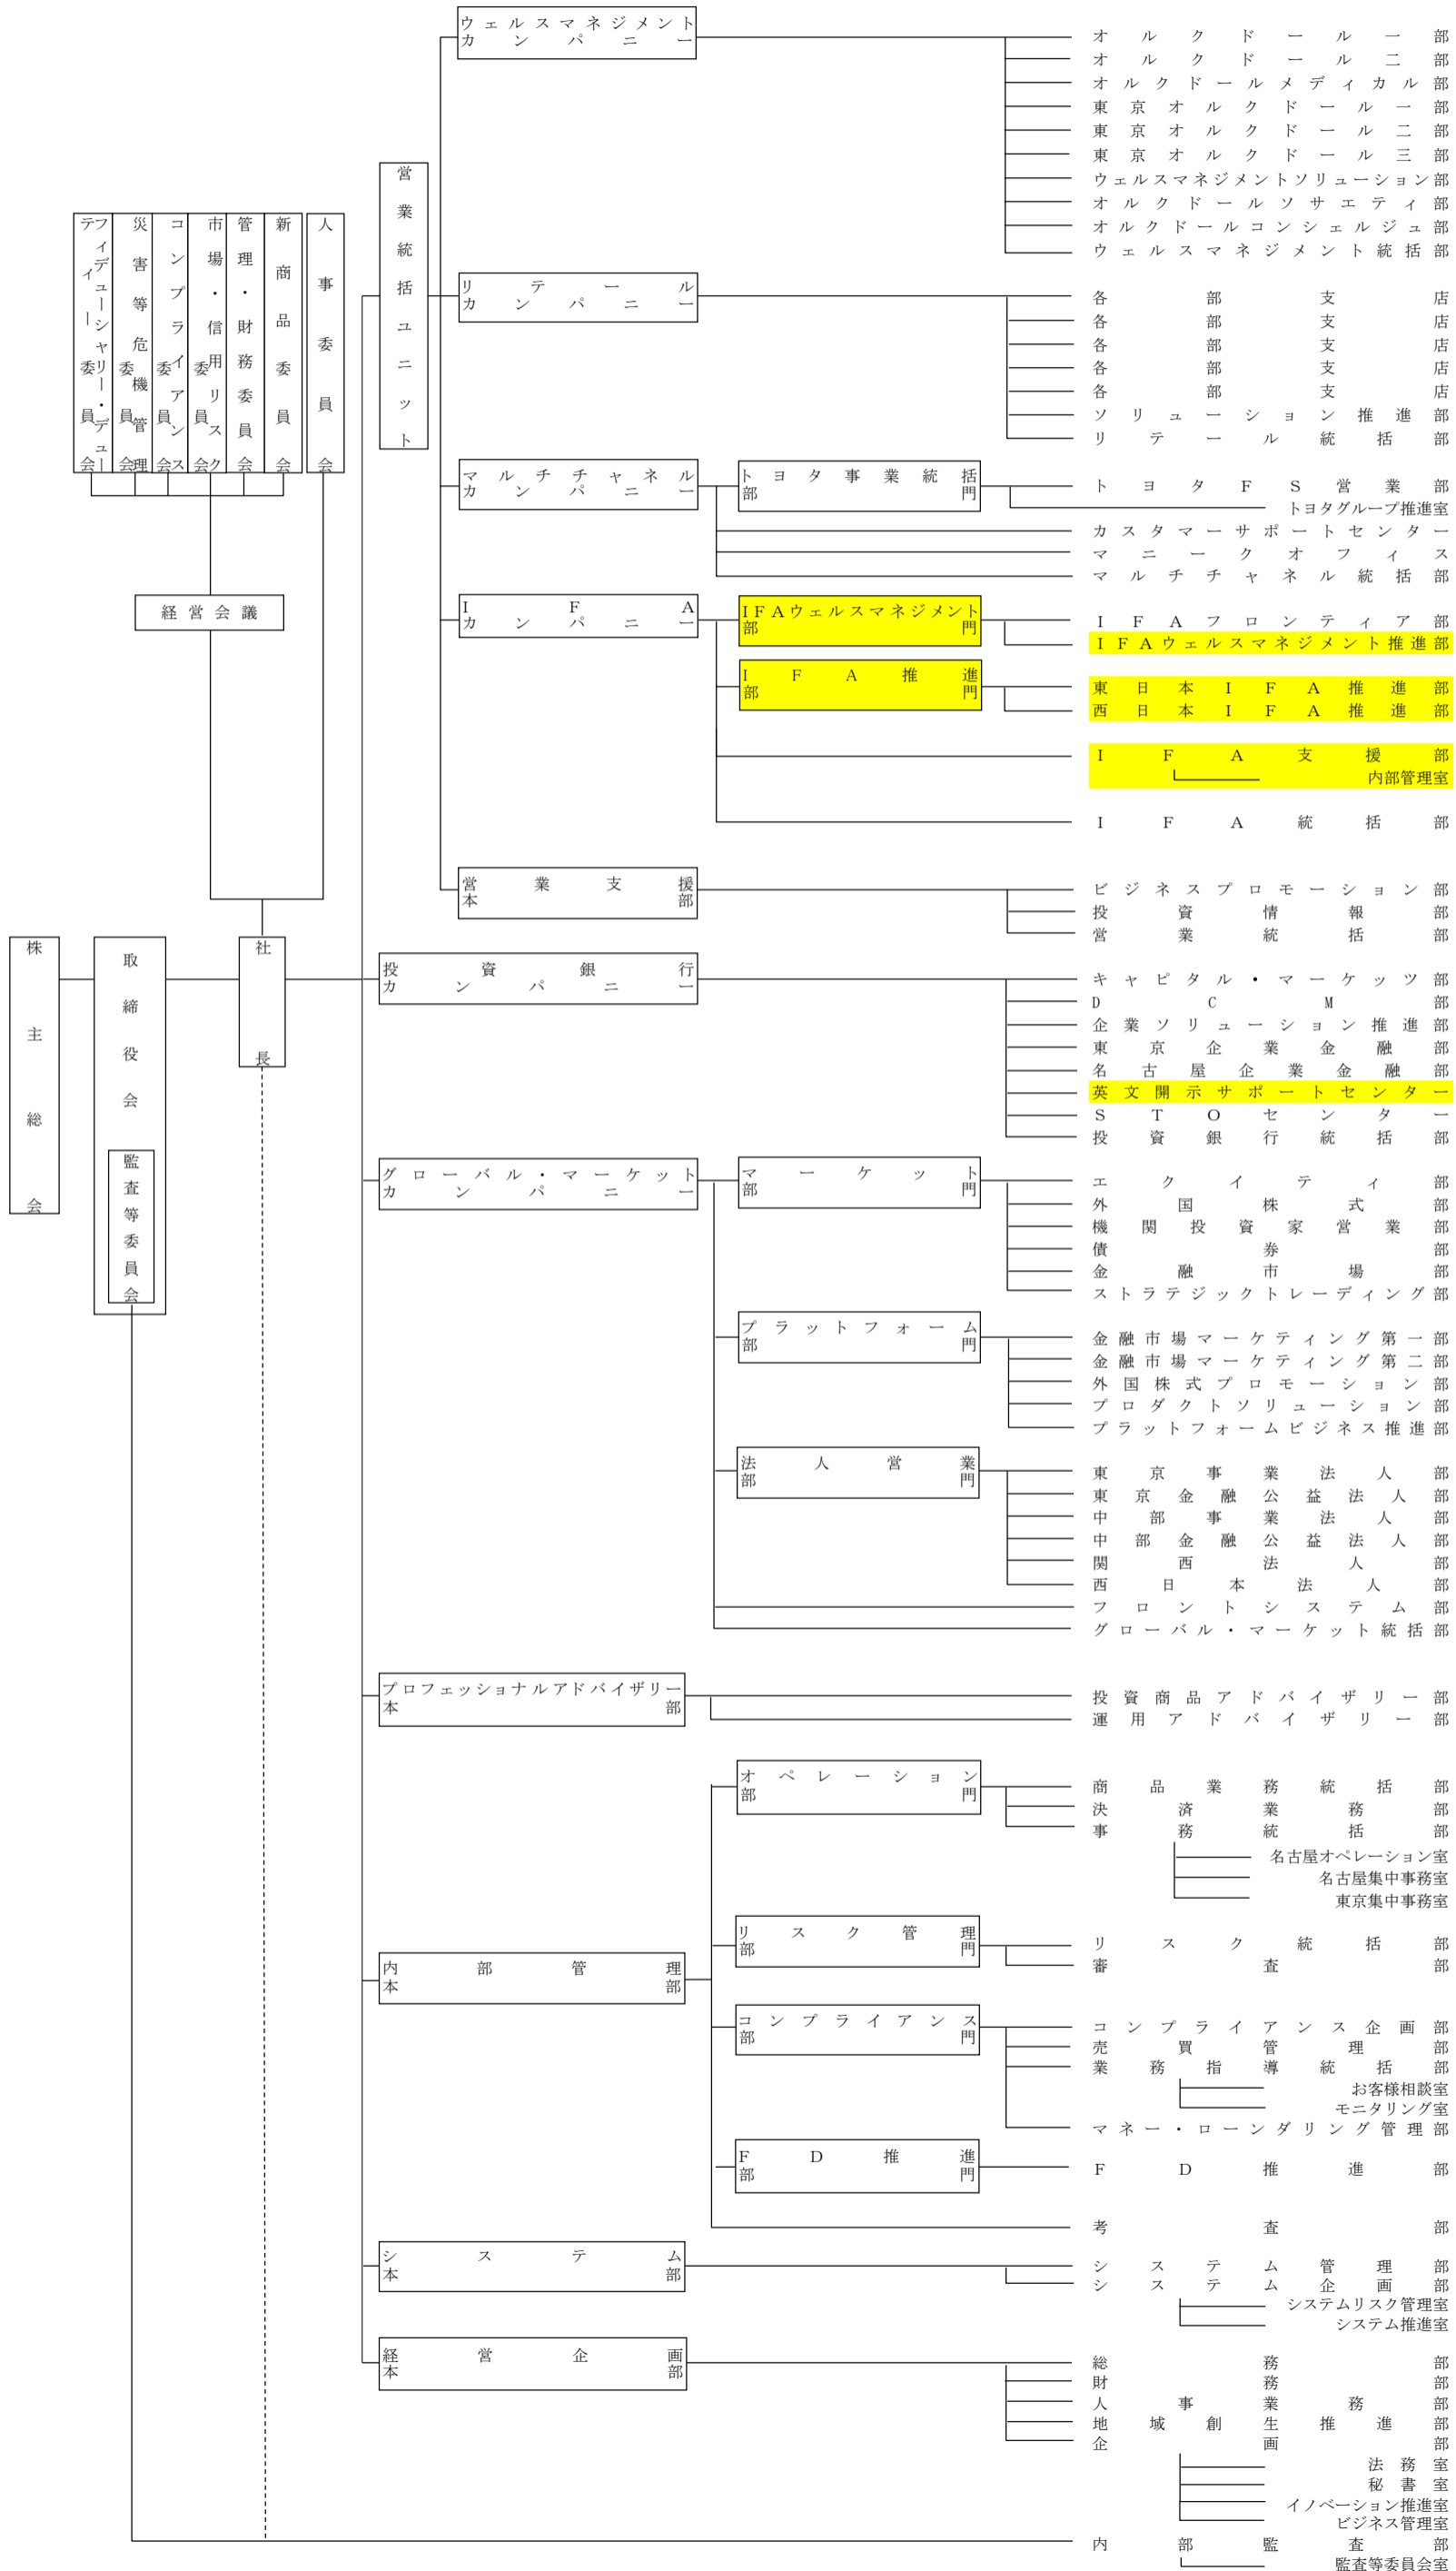 ウェルスマネジメント
カンパニー
オルクドール一部
オルクドール二部
オルクドールメディカル部
東京オルクドール一部
東京オルクドール二部
東京オルクドール三部
ウェルスマネジメントソリューション部
オルクドールソサエティ部
オルクドールコンシェルジュ部
ウェルスマネジメント統括部
営業統括ユニット
フィデューシャリー・デューティー委員会
災害等危機管理委員会
コンプライアンス委員会
市場・信用リスク委員会
管理・財務委員会
新商品委員会
人事委員会
リテール
カンパニー
各部支店
各部支店
各部支店
各部支店
各部支店
ソリューション推進部
リテール統括部
マルチチャネル
カンパニー
トヨタ事業統括
部門
トヨタFS営業部
トヨタグループ推進室
カスタマーサポートセンター
マニークオフィス
マルチチャネル統括部
経営会議
IFA
カンパニー
IFAウェルスマネジメント
部門
IFAフロンティア部
IFAウェルスマネジメント推進部
IFA推進
部門
東日本IFA推進部
西日本IFA推進部
IFA支援部
内部管理室
IFA統括部
営業支援
本部
ビジネスプロモーション部
投資情報部
営業統括部
株主総会
取締役会
監査等委員会
社長
投資銀行
カンパニー
キャピタル・マーケッツ部
DCM部
企業ソリューション推進部
東京企業金融部
名古屋企業金融部
英文開示サポートセンター
STOセンター
投資銀行統括部
グローバル・マーケット
カンパニー
マーケット
部門
エクイティ部
外国株式部
機関投資家営業部
債券部
金融市場部
ストラテジックトレーディング部
プラットフォーム
部門
金融市場マーケティング第一部
金融市場マーケティング第二部
外国株式プロモーション部
プロダクトソリューション部
プラットフォームビジネス推進部
法人営業
部門
東京事業法人部
東京金融公益法人部
中部事業法人部
中部金融公益法人部
関西法人部
西日本法人部
フロントシステム部
グローバル・マーケット統括部
プロフェッショナルアドバイザリー
本部
投資商品アドバイザリー部
運用アドバイザリー部
オペレーション
部門
商品業務統括部
決済業務部
事務統括部
名古屋オペレーション室
名古屋集中事務室
東京集中事務室
内部管理
本部
リスク管理
部門
リスク統括部
審査部
コンプライアンス
部門
コンプライアンス企画部
売買管理部
業務指導統括部
お客様相談室
モニタリング室
マネー・ローンダリング管理部
FD推進
部門
FD推進部
考査部
システム
本部
システム管理部
システム企画部
システムリスク管理室
システム推進室
経営企画
本部
総務部
財務部
人事業務部
地域創生推進部
企画部
法務室
秘書室
イノベーション推進室
ビジネス管理室
内部監査部
監査等委員会室